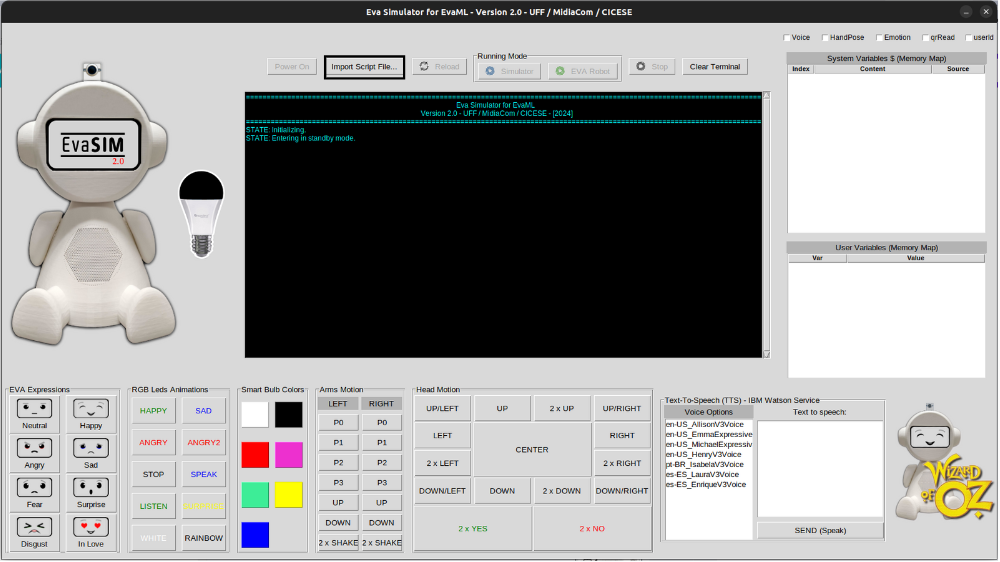 Eva Simulator for EvaML - Version 2.0 - UFF / MidiaCom / CICESE
Voice HandPose Emotion qrRead userId
Power On Import Script File... Reload
Running Mode
Simulator EVA Robot
Stop Clear Terminal
System Variables $ (Memory Map)
Index Content Source
Eva Simulator for EvaML
Version 2.0 - UFF / MidiaCom / CICESE - [2024]
STATE: Initializing.
STATE: Entering in standby mode.
EvaSIM
2.0
User Variables (Memory Map)
Var Value
EVA Expressions
Neutral Happy
Angry Sad
Fear Surprise
Disgust In Love
RGB Leds Animations
HAPPY SAD
ANGRY ANGRY2
STOP SPEAK
LISTEN SURPRISE
WHITE RAINBOW
Smart Bulb Colors
Arms Motion
LEFT RIGHT
P0 P0
P1 P1
P2 P2
P3 P3
UP UP
DOWN DOWN
2 x SHAKE 2 x SHAKE
Head Motion
UP/LEFT UP 2 x UP UP/RIGHT
LEFT CENTER RIGHT
2 x LEFT 2 x RIGHT
DOWN/LEFT DOWN 2 x DOWN DOWN/RIGHT
2 x YES 2 x NO
Text-To-Speech (TTS) - IBM Watson Service
Voice Options Text to speech:
en-US_AllisonV3Voice
en-US_EmmaExpressive
en-US_MichaelExpressiv
en-US_HenryV3Voice
pt-BR_IsabelaV3Voice
es-ES_LauraV3Voice
es-ES_EnriqueV3Voice
SEND (Speak)
WIZARD
OF OZ